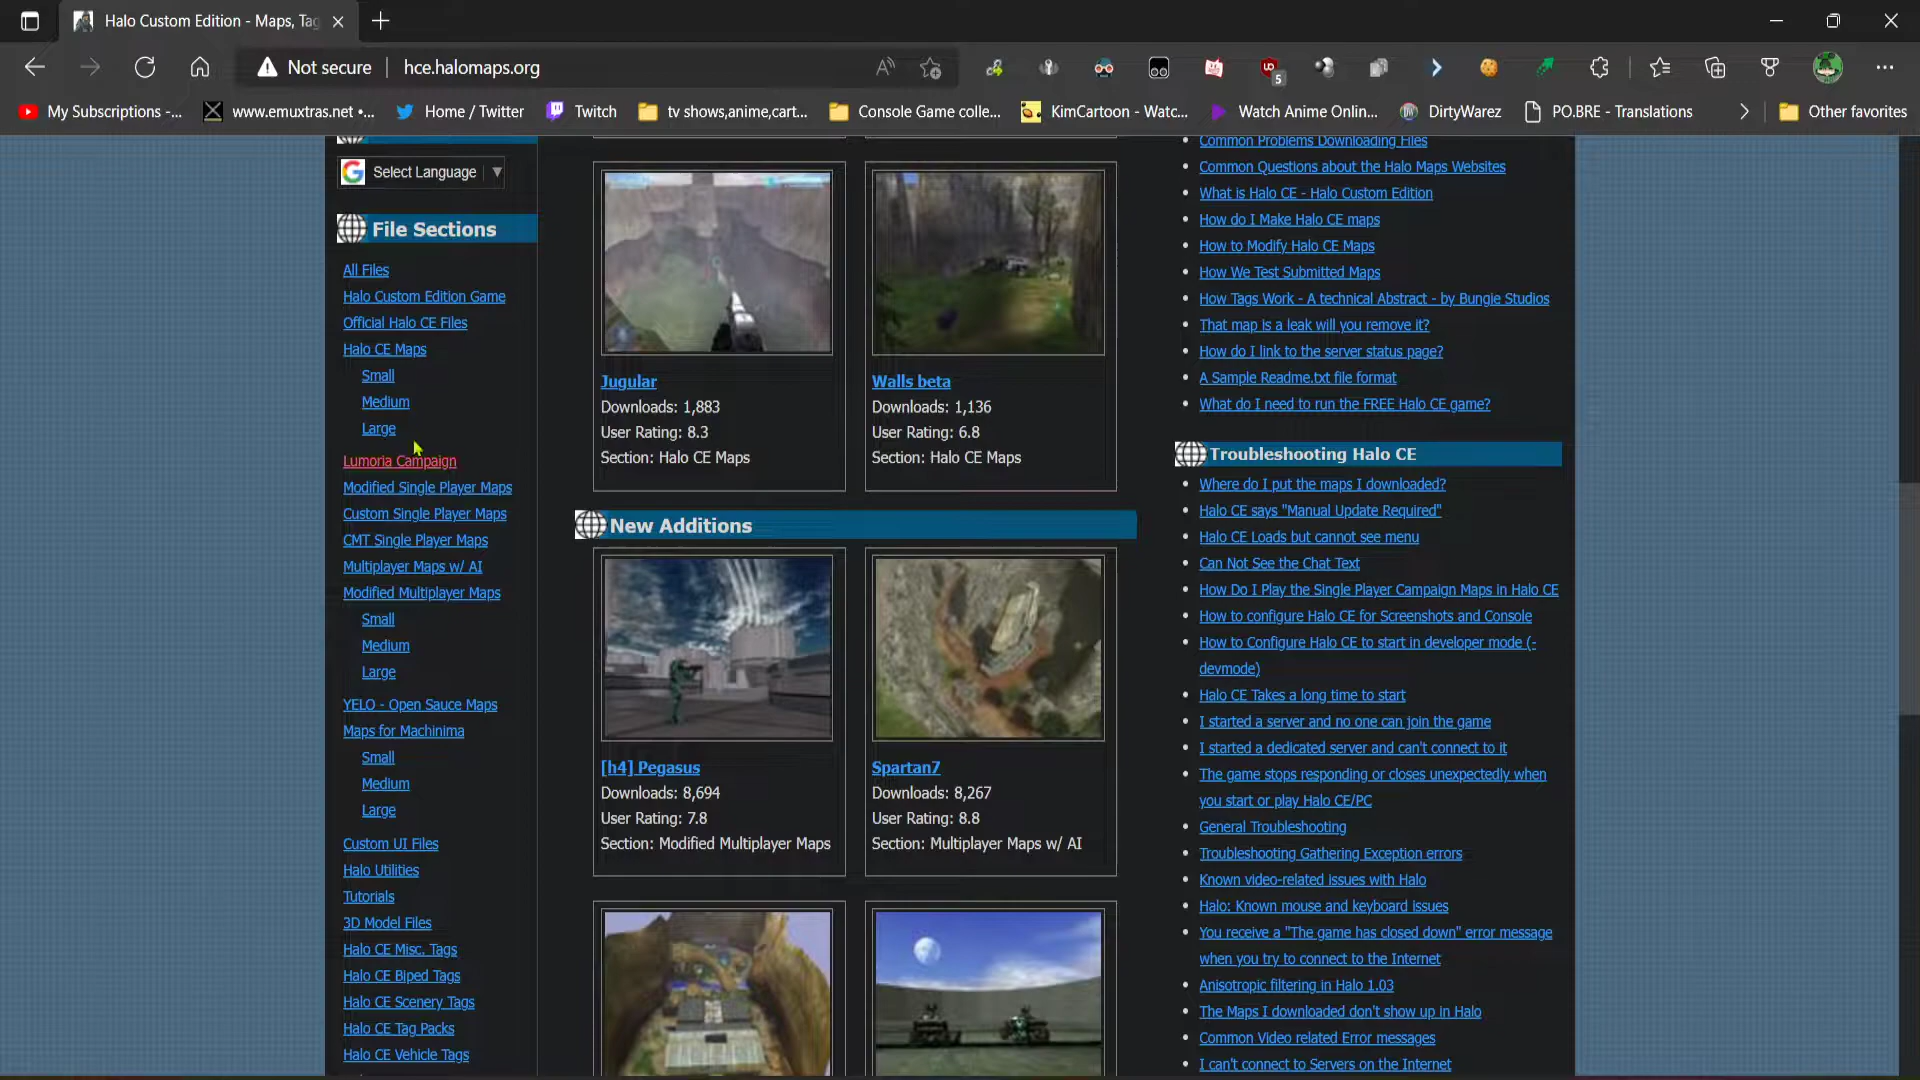 Halo Custom Edition - Maps, Tag
Not secure
hce.halomaps.org
5
My Subscriptions -...
www.emuxtras.net •...
Home / Twitter
Twitch
tv shows,anime,cart...
Console Game colle...
KimCartoon - Watc...
Watch Anime Onlin...
DirtyWarez
PO.BRE - Translations
Other favorites
Select Language
File Sections
All Files
Halo Custom Edition Game
Official Halo CE Files
Halo CE Maps
Small
Medium
Large
Lumoria Campaign
Modified Single Player Maps
Custom Single Player Maps
CMT Single Player Maps
Multiplayer Maps w/ AI
Modified Multiplayer Maps
Small
Medium
Large
YELO - Open Sauce Maps
Maps for Machinima
Small
Medium
Large
Custom UI Files
Halo Utilities
Tutorials
3D Model Files
Halo CE Misc. Tags
Halo CE Biped Tags
Halo CE Scenery Tags
Halo CE Tag Packs
Halo CE Vehicle Tags
Jugular
Downloads: 1,883
User Rating: 8.3
Section: Halo CE Maps
Walls beta
Downloads: 1,136
User Rating: 6.8
Section: Halo CE Maps
New Additions
[h4] Pegasus
Downloads: 8,694
User Rating: 7.8
Section: Modified Multiplayer Maps
Spartan7
Downloads: 8,267
User Rating: 8.8
Section: Multiplayer Maps w/ AI
Common Problems Downloading Files
Common Questions about the Halo Maps Websites
What is Halo CE - Halo Custom Edition
How do I Make Halo CE maps
How to Modify Halo CE Maps
How We Test Submitted Maps
How Tags Work - A technical Abstract - by Bungie Studios
That map is a leak will you remove it?
How do I link to the server status page?
A Sample Readme.txt file format
What do I need to run the FREE Halo CE game?
Troubleshooting Halo CE
Where do I put the maps I downloaded?
Halo CE says "Manual Update Required"
Halo CE Loads but cannot see menu
Can Not See the Chat Text
How Do I Play the Single Player Campaign Maps in Halo CE
How to configure Halo CE for Screenshots and Console
How to Configure Halo CE to start in developer mode (-
devmode)
Halo CE Takes a long time to start
I started a server and no one can join the game
I started a dedicated server and can't connect to it
The game stops responding or closes unexpectedly when
you start or play Halo CE/PC
General Troubleshooting
Troubleshooting Gathering Exception errors
Known video-related issues with Halo
Halo: Known mouse and keyboard issues
You receive a "The game has closed down" error message
when you try to connect to the Internet
Anisotropic filtering in Halo 1.03
The Maps I downloaded don't show up in Halo
Common Video related Error messages
I can't connect to Servers on the Internet